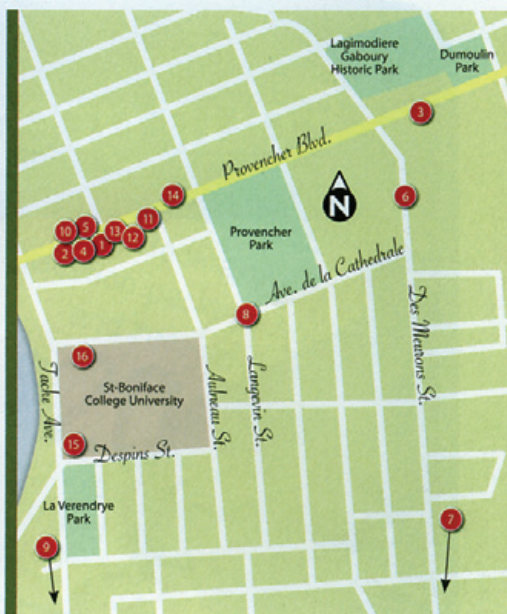 Lagimodiere
Gaboury
Historic Park
Dumoulin
Park
3
Provencher Blvd.
14
6
N
11
10
5
13
12
1
2
4
Provencher
Park
Ave. de la Cathedrale
8
Des Meurons St.
16
Tache Ave.
St-Boniface
College University
Aulneau St.
Langevin St.
15
Despins St.
La Verendrye
Park
7
9